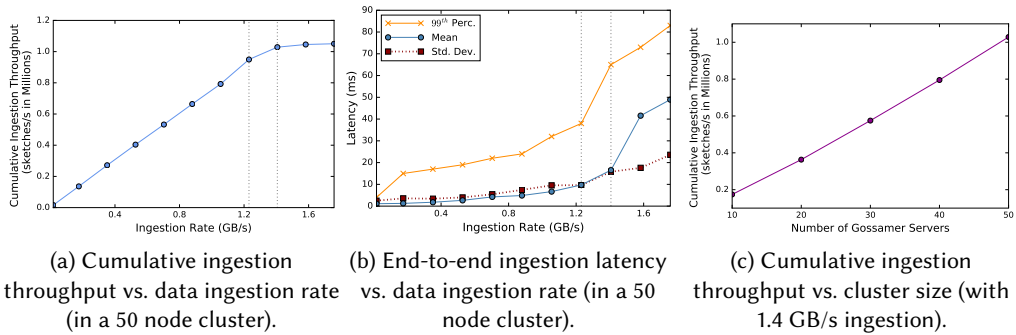 Cumulative Ingestion Throughput
(sketches/s in Millions)
1.2
1.0
0.8
0.6
0.4
0.2
0.0
0.4
0.8
1.2
1.6
Ingestion Rate (GB/s)
(a) Cumulative ingestion
throughput vs. data ingestion rate
(in a 50 node cluster).
Latency (ms)
90
80
70
60
50
40
30
20
10
0
99th Perc.
Mean
Std. Dev.
0.4
0.8
1.2
1.6
Ingestion Rate (GB/s)
(b) End-to-end ingestion latency
vs. data ingestion rate (in a 50
node cluster).
Cumulative Ingestion Throughput
(sketches/s in Millions)
1.0
0.8
0.6
0.4
0.2
10
20
30
40
50
Number of Gossamer Servers
(c) Cumulative ingestion
throughput vs. cluster size (with
1.4 GB/s ingestion).